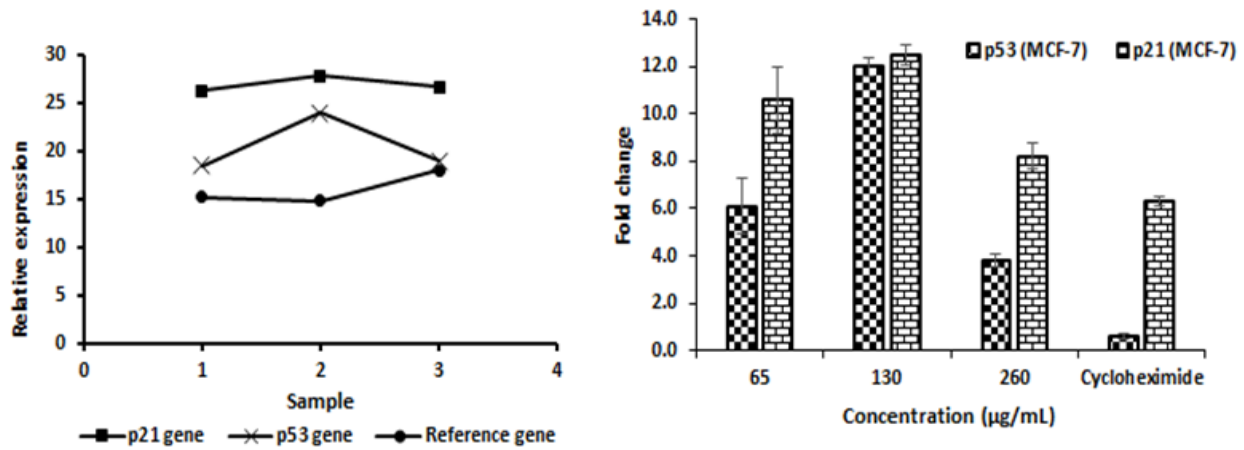 30
25
20
15
10
5
0
Relative expression
0 1 2 3 4
Sample
p21 gene p53 gene Reference gene
14.0
12.0
10.0
8.0
6.0
4.0
2.0
0.0
Fold change
p53 (MCF-7) p21 (MCF-7)
65 130 260 Cycloheximide
Concentration (µg/mL)